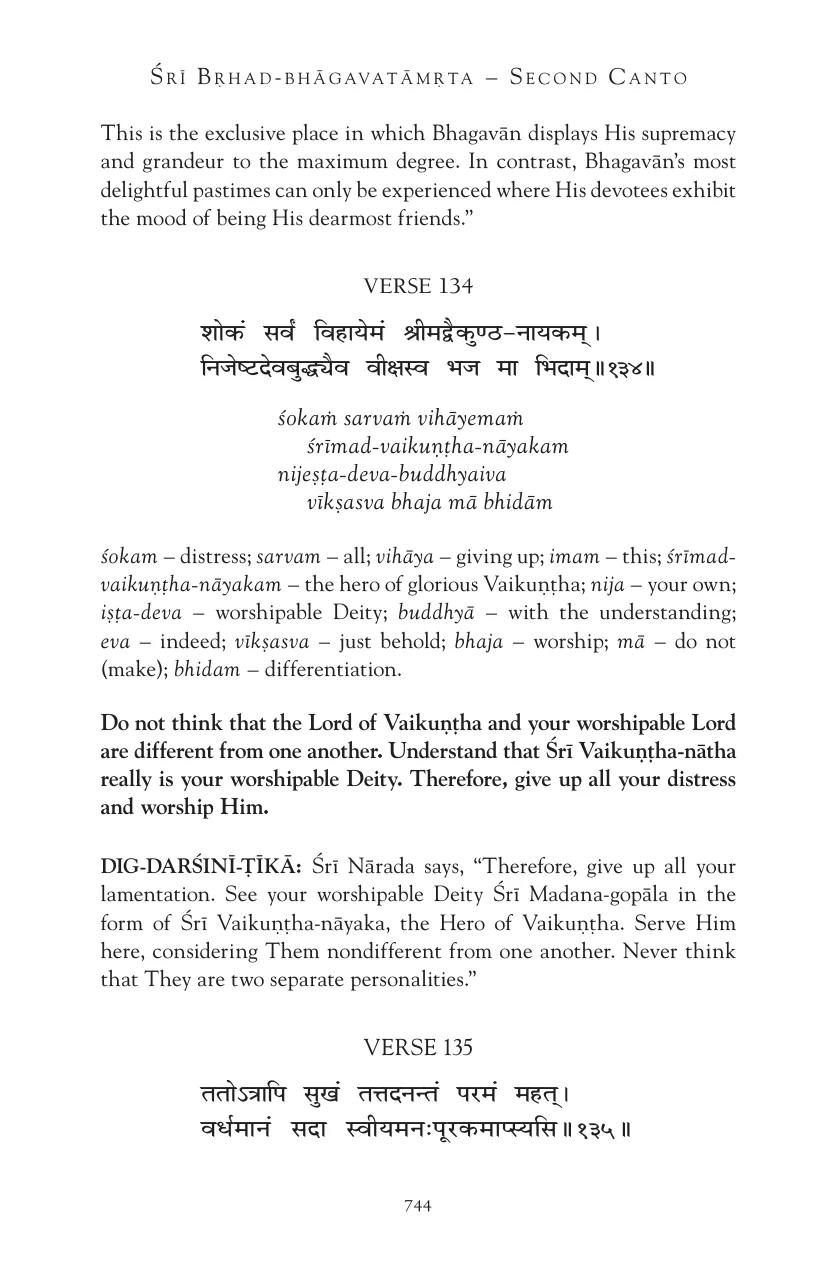 Śrī Bṛhad-bhāgavatāmṛta – Second Canto
This is the exclusive place in which Bhagavān displays His supremacy
and grandeur to the maximum degree. In contrast, Bhagavān’s most
delightful pastimes can only be experienced where His devotees exhibit
the mood of being His dearmost friends.”
VERSE 134
शोकं सर्वं विहायेमं श्रीमद्वैकुण्ठ-नायकम्।
निजेष्टदेवबुद्ध्यैव वीक्षस्व भज मा भिदाम्॥१३४॥
śokaṁ sarvaṁ vihāyemaṁ
śrīmad-vaikuṇṭha-nāyakam
nijeṣṭa-deva-buddhyaiva
vīkṣasva bhaja mā bhidām
śokam – distress; sarvam – all; vihāya – giving up; imam – this; śrīmad-
vaikuṇṭha-nāyakam – the hero of glorious Vaikuṇṭha; nija – your own;
iṣṭa-deva – worshipable Deity; buddhyā – with the understanding;
eva – indeed; vīkṣasva – just behold; bhaja – worship; mā – do not
(make); bhidam – differentiation.
Do not think that the Lord of Vaikuṇṭha and your worshipable Lord
are different from one another. Understand that Śrī Vaikuṇṭha-nātha
really is your worshipable Deity. Therefore, give up all your distress
and worship Him.
DIG-DARŚINĪ-ṬĪKĀ: Śrī Nārada says, “Therefore, give up all your
lamentation. See your worshipable Deity Śrī Madana-gopāla in the
form of Śrī Vaikuṇṭha-nāyaka, the Hero of Vaikuṇṭha. Serve Him
here, considering Them nondifferent from one another. Never think
that They are two separate personalities.”
VERSE 135
ततोऽत्रापि सुखं तत्तदनन्तं परमं महत्।
वर्धमानं सदा स्वीयमनःपूरकमाप्स्यसि॥१३५॥
744